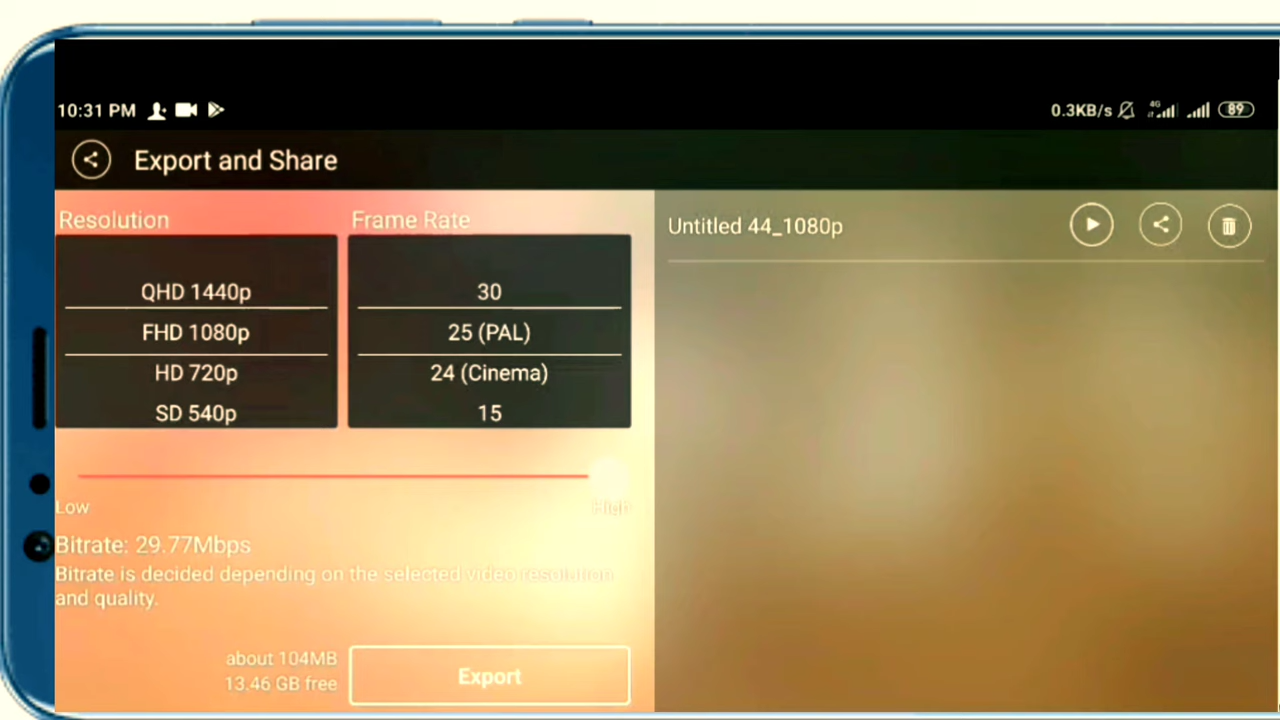 10:31 PM
0.3KB/s 4G 89
Export and Share
Resolution
Frame Rate
QHD 1440p
FHD 1080p
HD 720p
SD 540p
30
25 (PAL)
24 (Cinema)
15
Low
High
Bitrate: 29.77Mbps
Bitrate is decided depending on the selected video resolution
and quality.
about 104MB
13.46 GB free
Export
Untitled 44_1080p